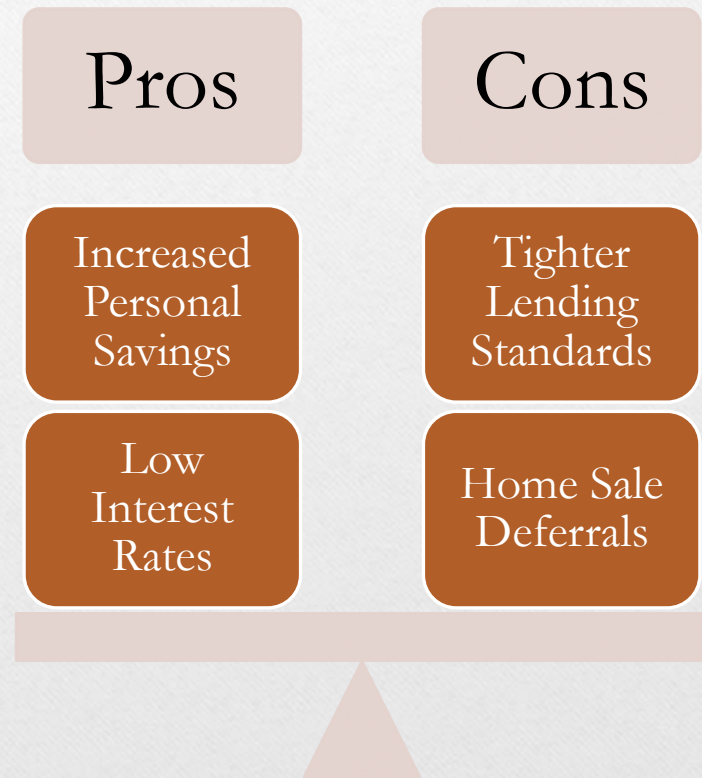 Pros
Cons
Increased
Personal
Savings
Tighter
Lending
Standards
Low
Interest
Rates
Home Sale
Deferrals